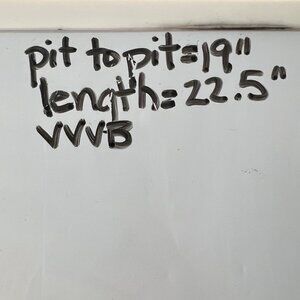 pit to pit=19"
length=22.5"
VVVB